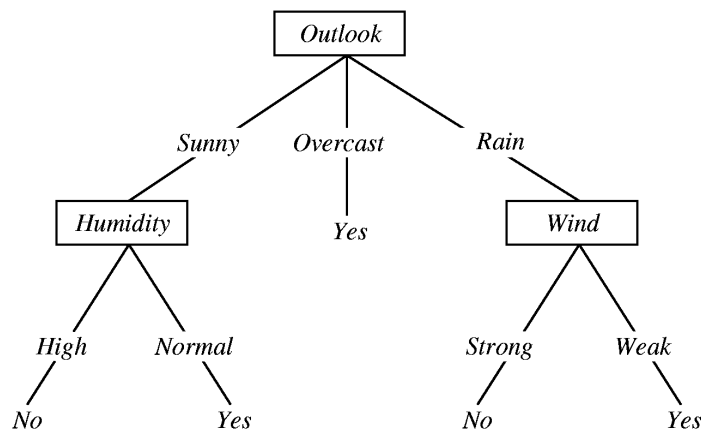 Outlook
Sunny Overcast Rain
Humidity Yes Wind
High Normal Strong Weak
No Yes No Yes